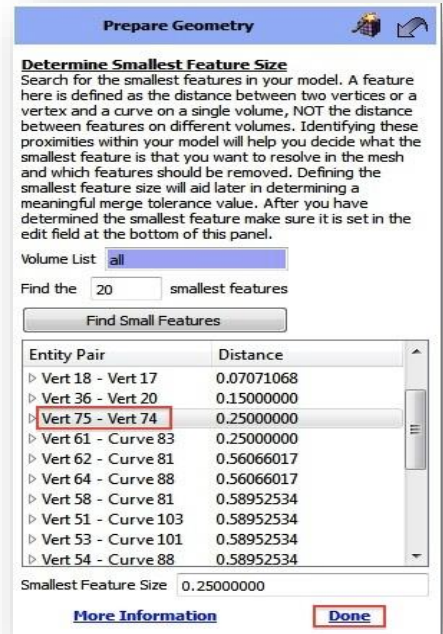 Prepare Geometry
Determine Smallest Feature Size
Search for the smallest features in your model. A feature
here is defined as the distance between two vertices or a
vertex and a curve on a single volume, NOT the distance
between features on different volumes. Identifying these
proximities within your model will help you decide what the
smallest feature is that you want to resolve in the mesh
and which features should be removed. Defining the
smallest feature size will aid later in determining a
meaningful merge tolerance value. After you have
determined the smallest feature make sure it is set in the
edit field at the bottom of this panel.
Volume List all
Find the 20 smallest features
Find Small Features
Entity Pair Distance
Vert 18 - Vert 17 0.07071068
Vert 36 - Vert 20 0.15000000
Vert 75 - Vert 74 0.25000000
Vert 61 - Curve 83 0.25000000
Vert 62 - Curve 81 0.56066017
Vert 64 - Curve 88 0.56066017
Vert 58 - Curve 81 0.58952534
Vert 51 - Curve 103 0.58952534
Vert 53 - Curve 101 0.58952534
Vert 54 - Curve 88 0.58952534
Smallest Feature Size 0.25000000
More Information Done